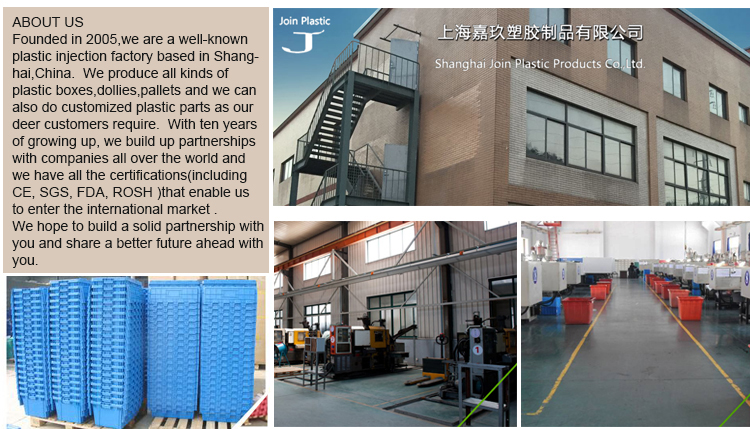 ABOUT US
Founded in 2005,we are a well-known
plastic injection factory based in Shang-
hai,China. We produce all kinds of
plastic boxes,dollies,pallets and we can
also do customized plastic parts as our
deer customers require. With ten years
of growing up, we build up partnerships
with companies all over the world and
we have all the certifications(including
CE, SGS, FDA, ROSH )that enable us
to enter the international market .
We hope to build a solid partnership with
you and share a better future ahead with
you.
Join Plastic
J
上海嘉玖塑胶制品有限公司
Shanghai Join Plastic Products Co.,Ltd.
1